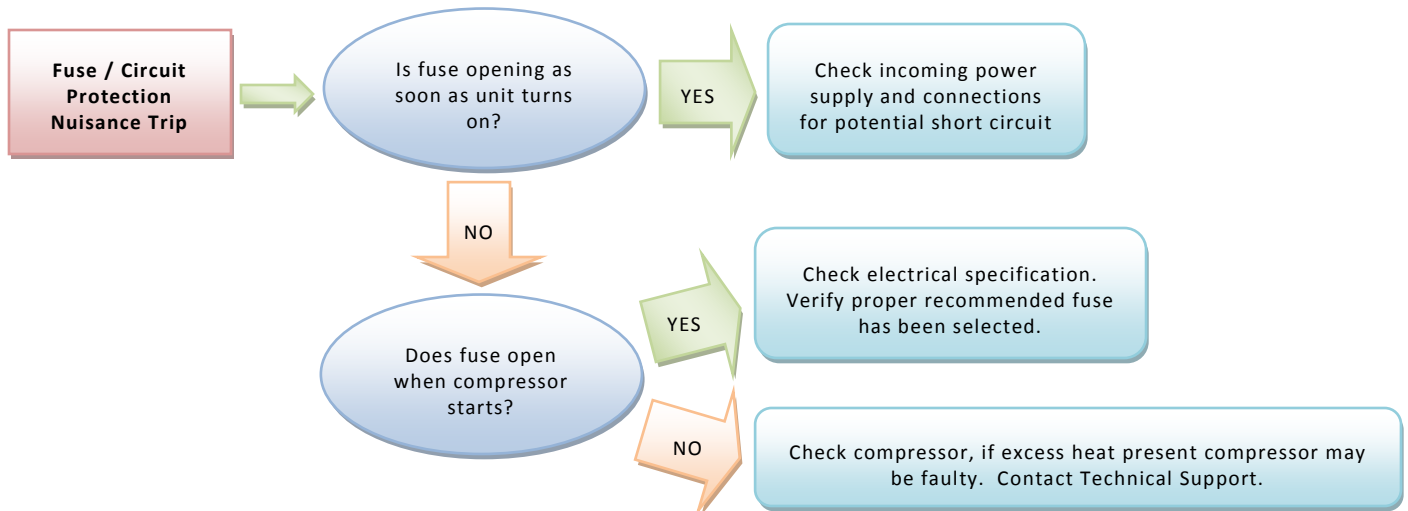 Fuse / Circuit
Protection
Nuisance Trip
Is fuse opening as
soon as unit turns
on?
YES
Check incoming power
supply and connections
for potential short circuit
NO
Does fuse open
when compressor
starts?
YES
Check electrical specification.
Verify proper recommended fuse
has been selected.
NO
Check compressor, if excess heat present compressor may
be faulty.  Contact Technical Support.